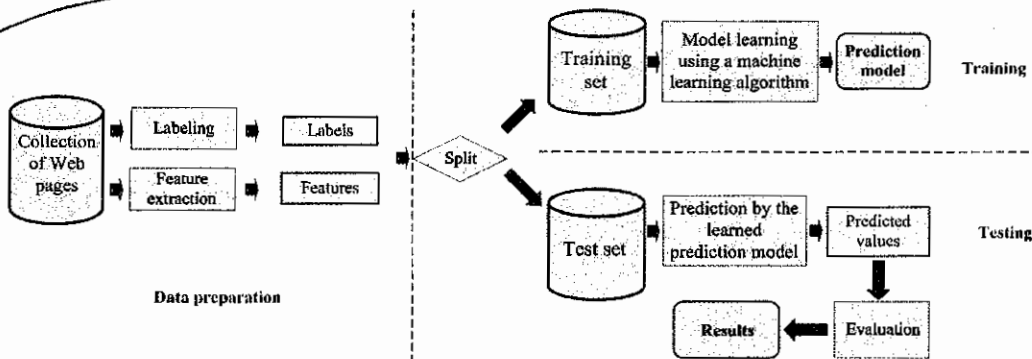 Collection
of Web
pages
Labeling
Labels
Feature
extraction
Features
Data preparation
Split
Training
set
Model learning
using a machine
learning algorithm
Prediction
model
Training
Test set
Prediction by the
learned
prediction model
Predicted
values
Testing
Evaluation
Results